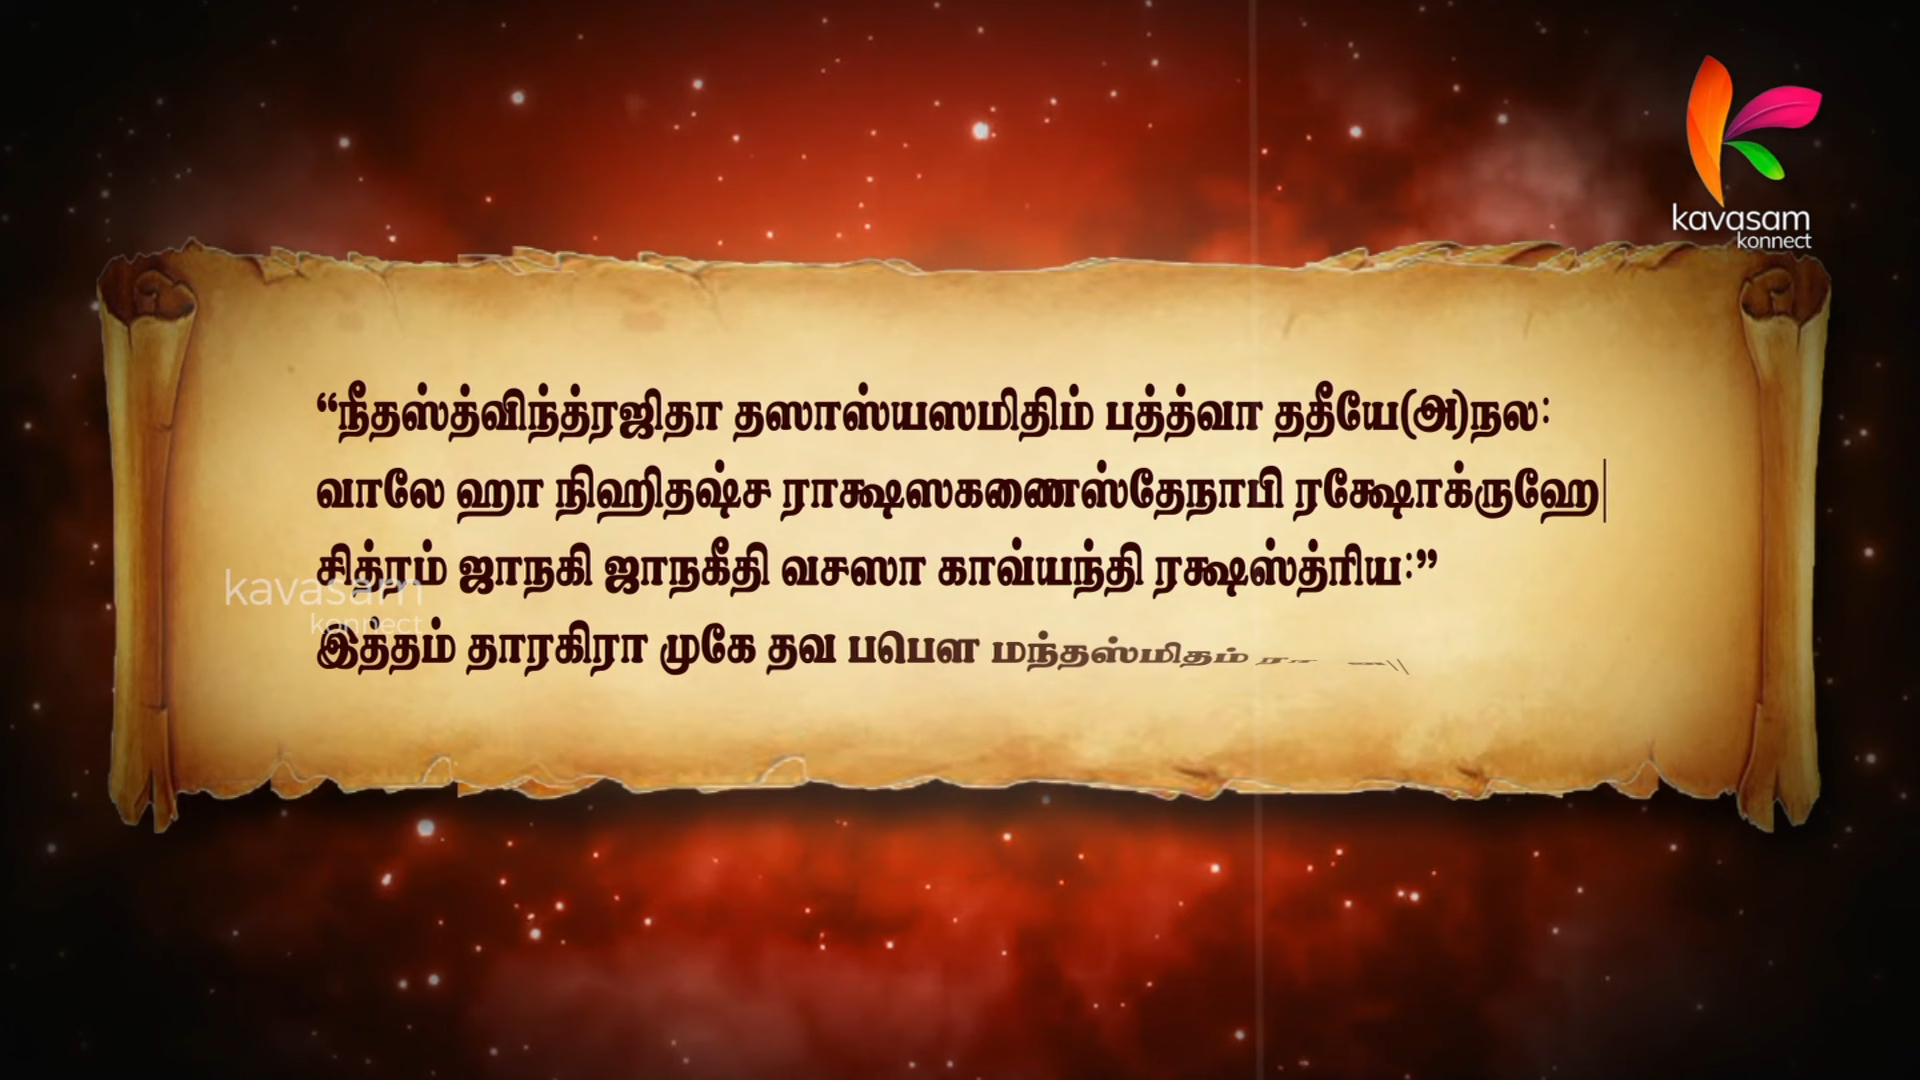 kavasam
konnect
“நீதஸ்த்விந்த்ரஜிதா தஸாஸ்யஸமிதிம் பத்த்வா ததீயே(அ)நல:
வாலே ஹா நிஹிதஷ்ச ராக்ஷஸகணைஸ்தேநாபி ரக்ஷோக்ருஹே|
சித்ரம் ஜாநகி ஜாநகீதி வசஸா காவ்யந்தி ரக்ஷஸ்த்ரிய:”
kavasam
konnect
இத்தம் தாரகிரா முகே தவ பபௌ மந்தஸ்மிதம்